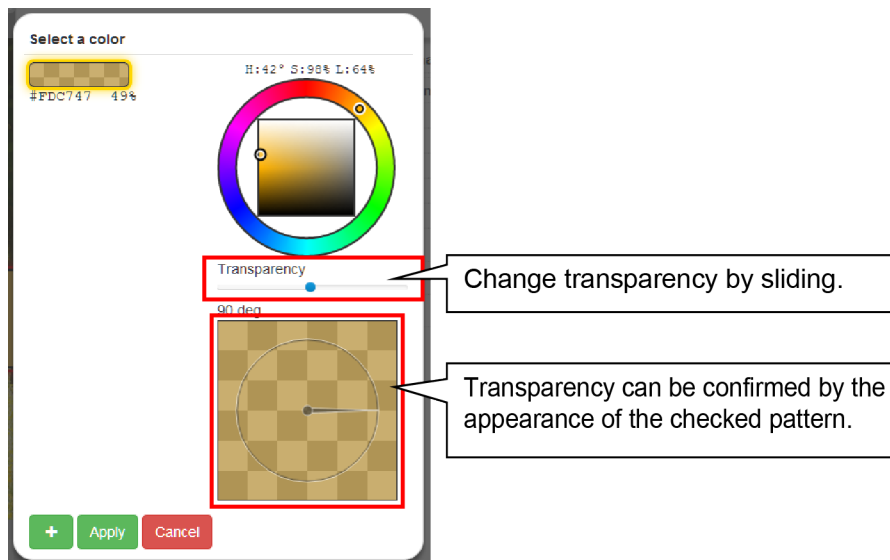 Select a color
H:42° S:98% L:64%
#FDC747 49%
Transparency
Change transparency by sliding.
90 deg
Transparency can be confirmed by the
appearance of the checked pattern.
+ Apply Cancel